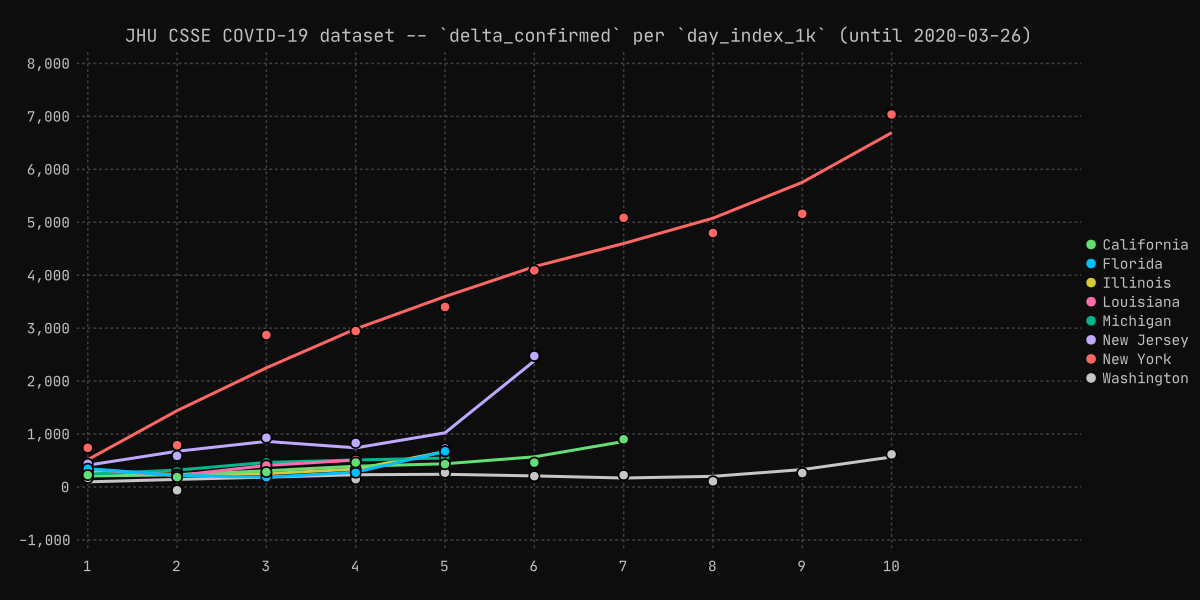 JHU CSSE COVID-19 dataset -- `delta_confirmed` per `day_index_1k` (until 2020-03-26)
8,000
7,000
6,000
5,000
4,000
3,000
2,000
1,000
0
-1,000
1 2 3 4 5 6 7 8 9 10
California
Florida
Illinois
Louisiana
Michigan
New Jersey
New York
Washington